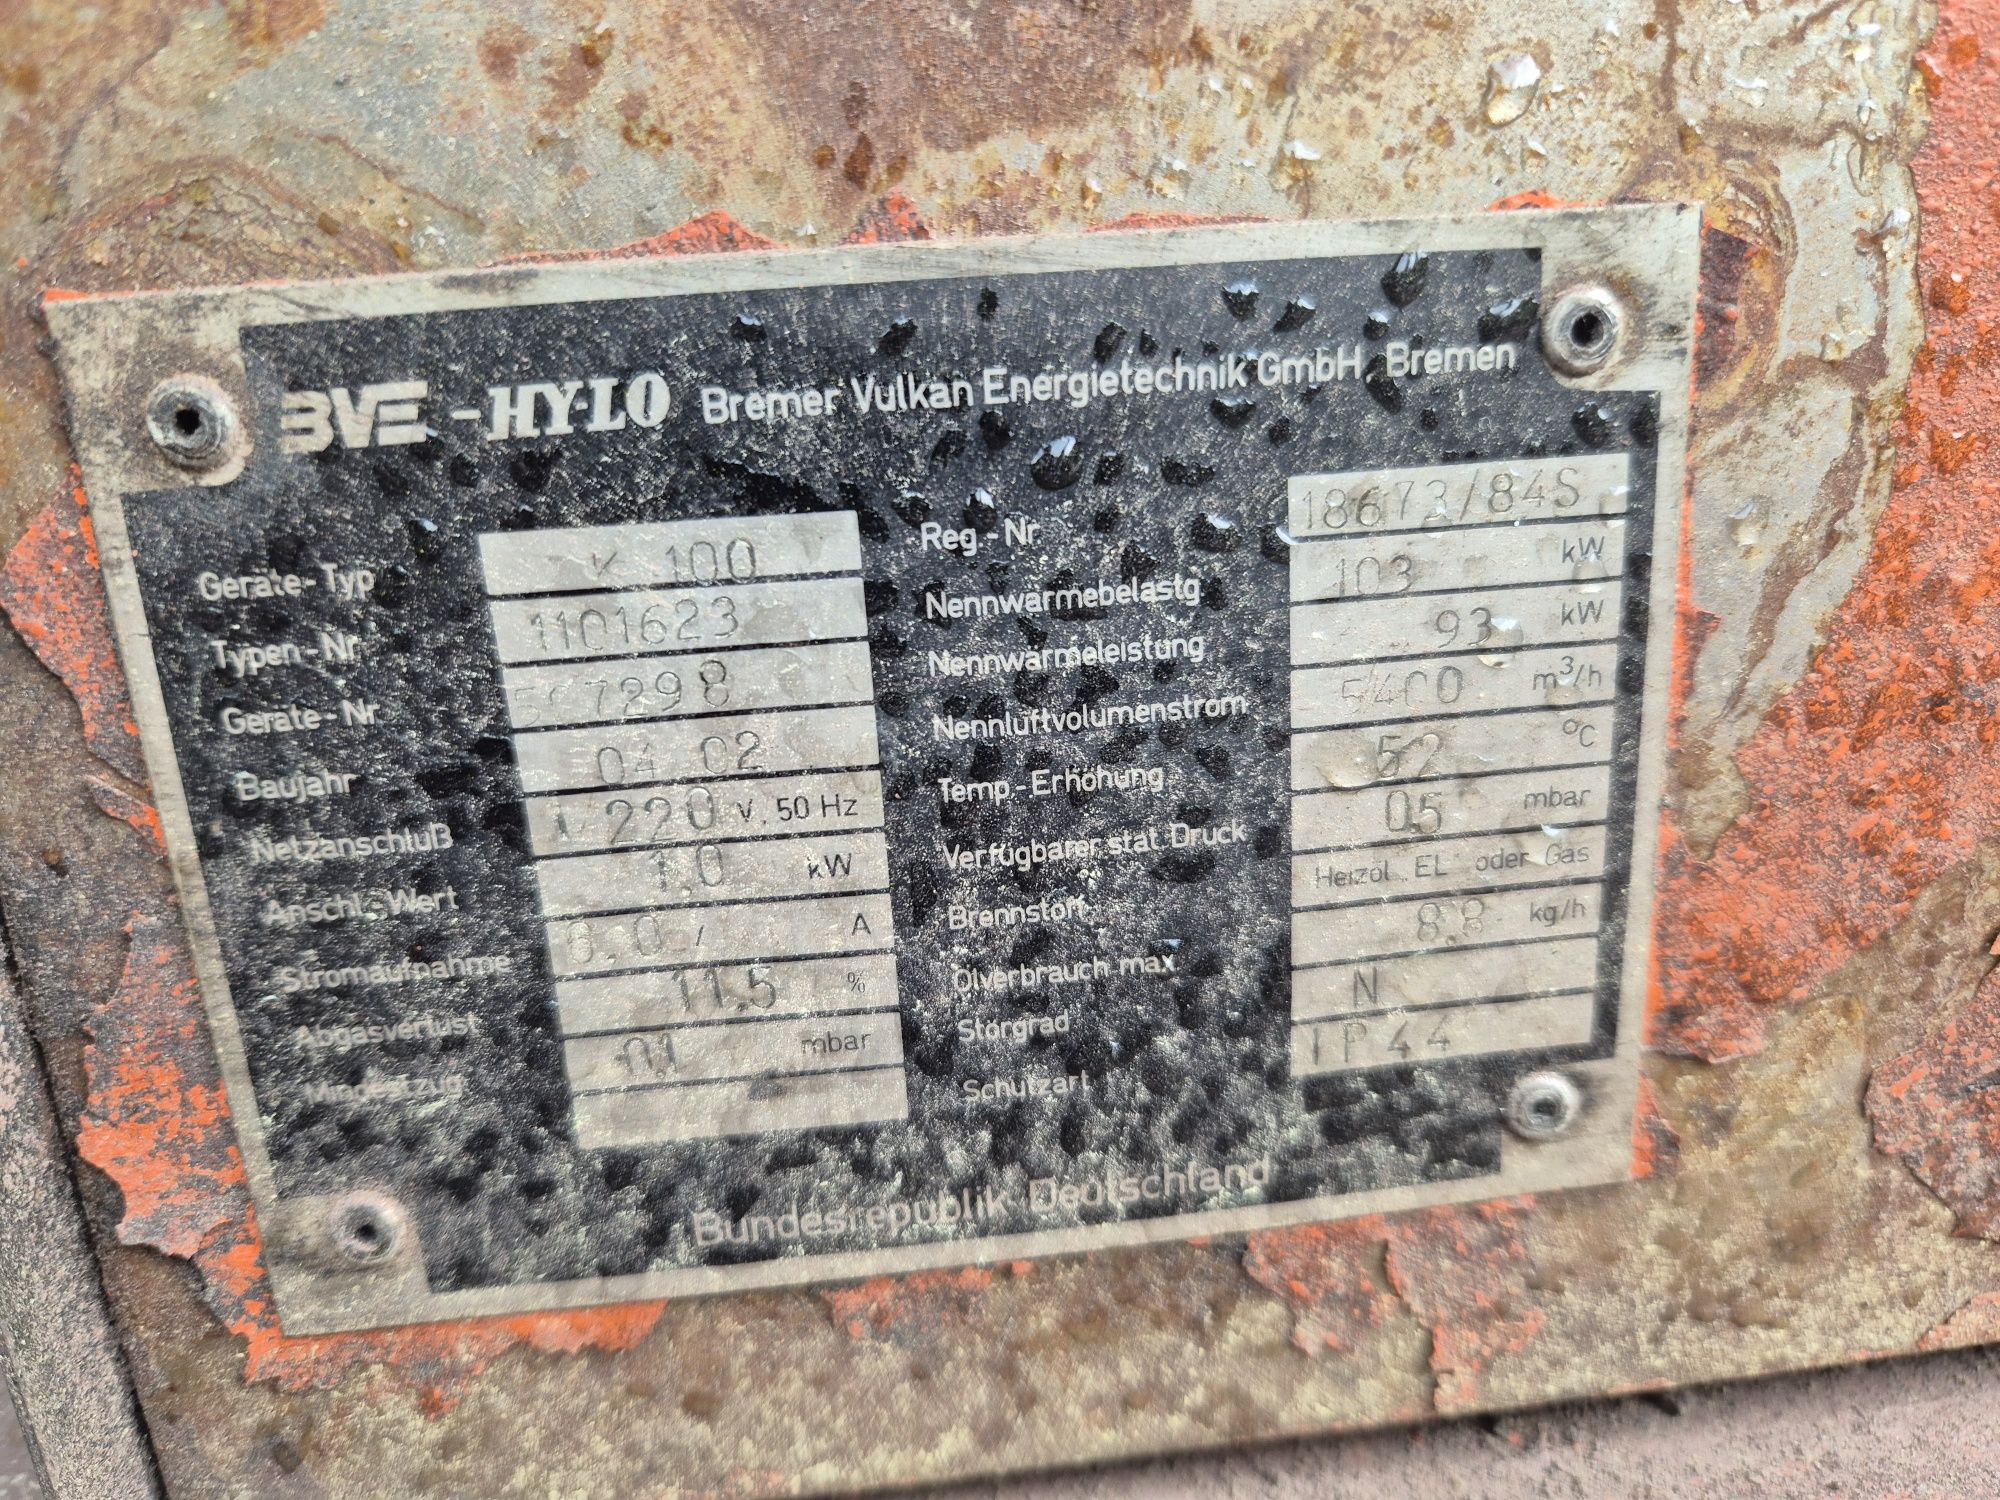 BVE - HY-LO Bremer Vulkan Energietechnik GmbH, Bremen
Geräte - Typ K 100
Typen - Nr 1101623
Geräte - Nr
Baujahr 04 02
Netzanschluß 220 V, 50 Hz
Anschl.-Wert 1.0 kW
Stromaufnahme A
Abgasverlust 11.5 %
Mindestzug 0.1 mbar
Reg - Nr 18673/84S
Nennwärmebelastg 103 kW
Nennwärmeleistung 93 kW
Nennluftvolumenstrom 5400 m³/h
Temp - Erhöhung 52 °C
Verfügbarer stat. Druck 0.5 mbar
Brennstoff Heizöl EL oder Gas
Ölverbrauch max 8.8 kg/h
Störgrad N
Schutzart IP 44
Bundesrepublik Deutschland